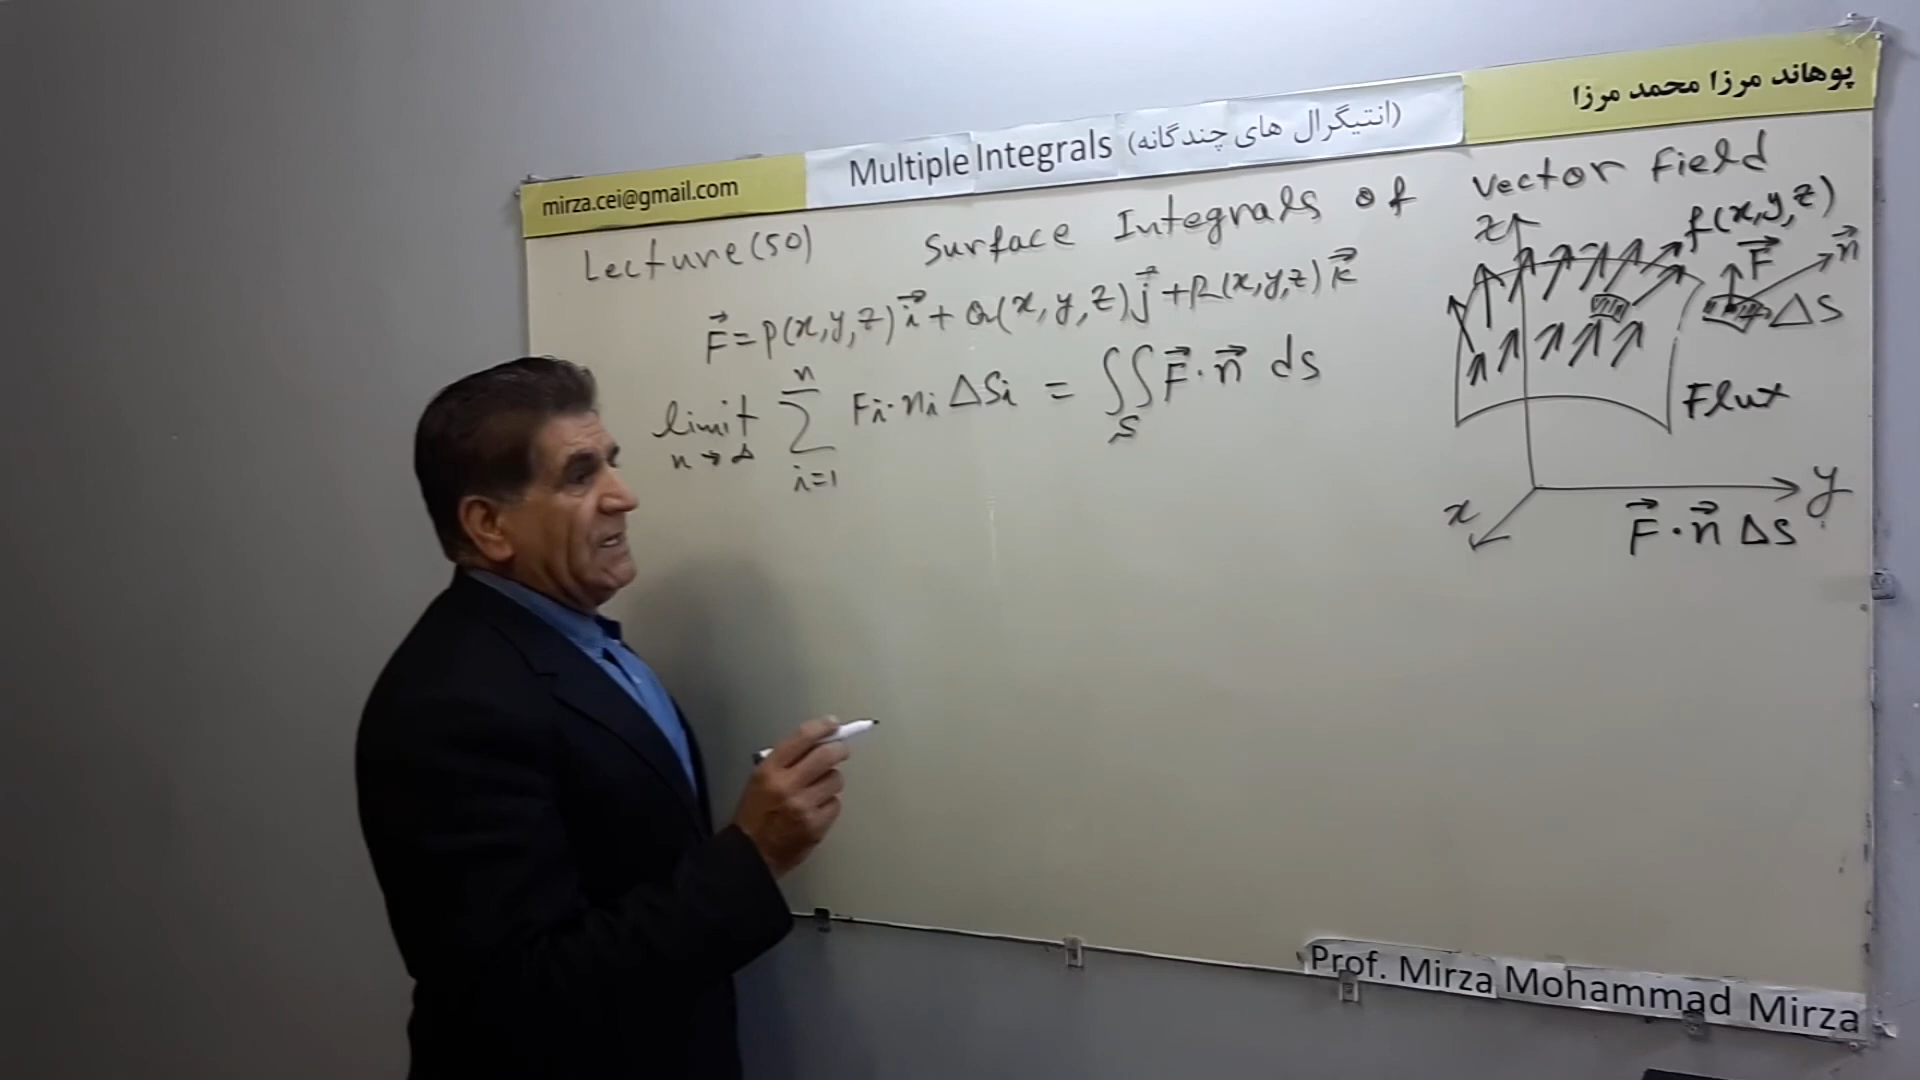 پوهاند مرزا محمد مرزا
Multiple Integrals (انتیگرال های چندگانه)
mirza.cei@gmail.com
Lecture(50) Surface Integrals of Vector Field
F⃗ = P(x,y,z) i⃗ + Q(x,y,z) j⃗ + R(x,y,z) k⃗
limit n→∞ ∑ i=1 n Fi·ni ΔSi = ∬S F⃗·n⃗ ds
z
f(x,y,z)
F⃗ n⃗
ΔS
Flux
x y
F⃗·n⃗ ΔS
Prof. Mirza Mohammad Mirza